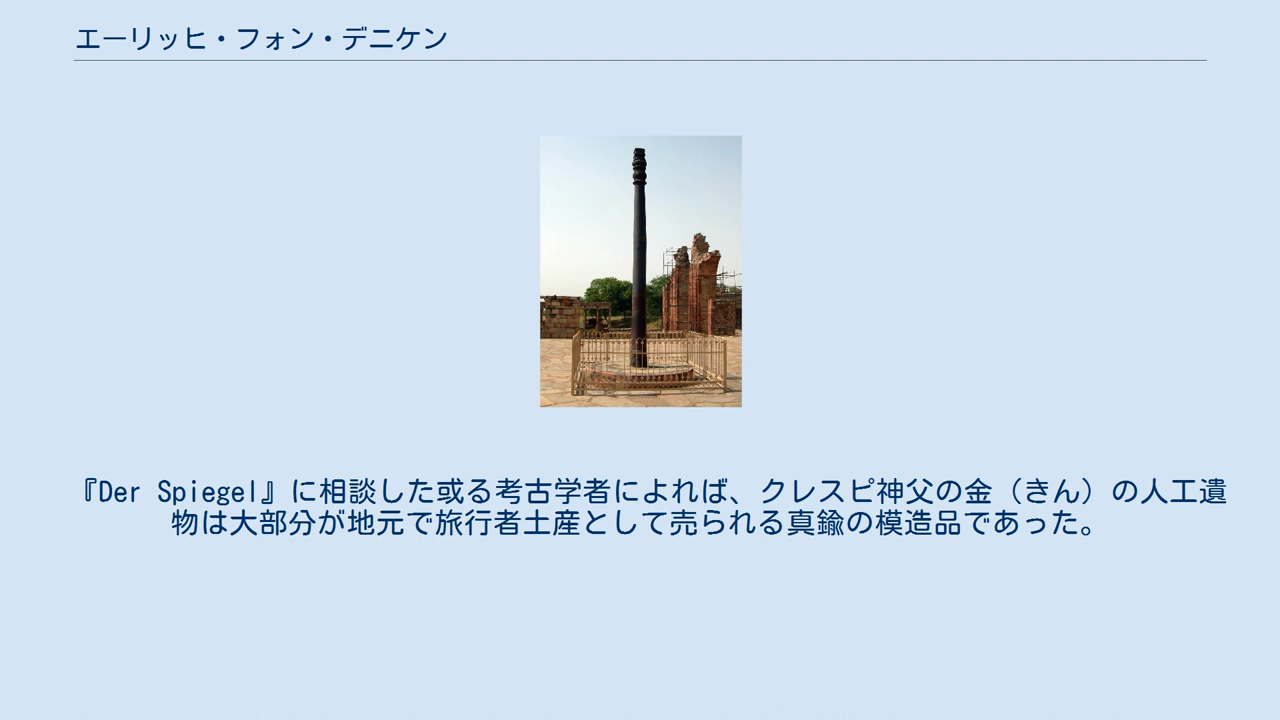 エーリッヒ・フォン・デニケン
『Der Spiegel』に相談した或る考古学者によれば、クレスピ神父の金（きん）の人工遺
物は大部分が地元で旅行者土産として売られる真鍮の模造品であった。